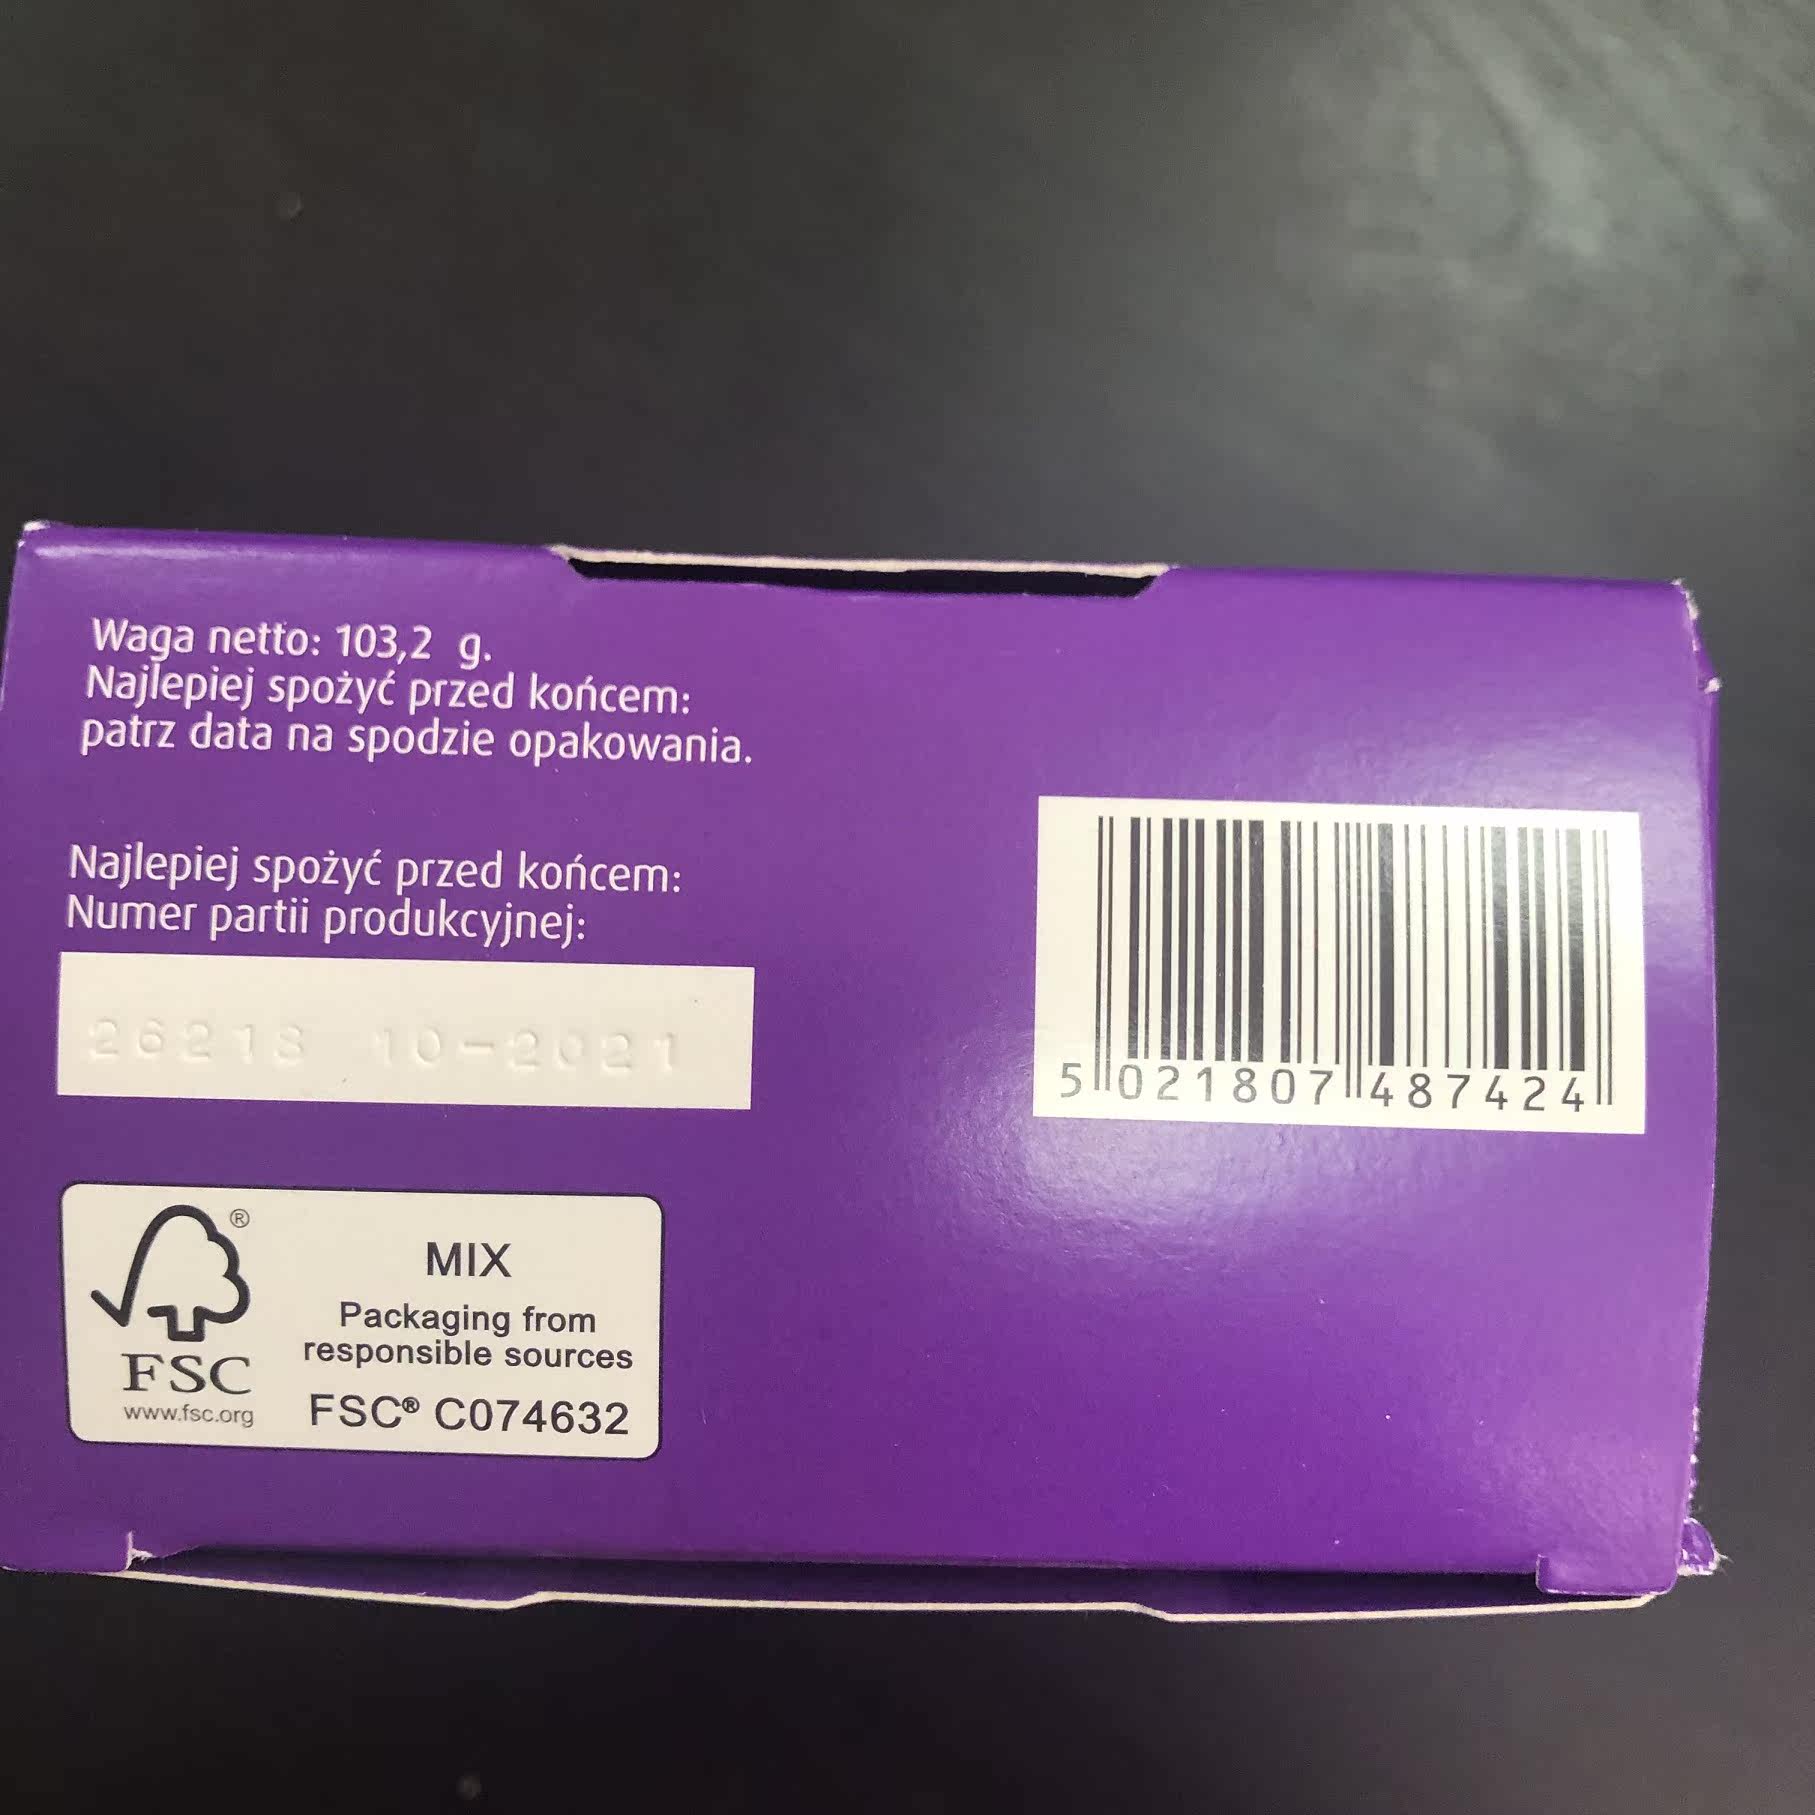 Waga netto: 103,2 g.
Najlepiej spożyć przed końcem:
patrz data na spodzie opakowania.
Najlepiej spożyć przed końcem:
Numer partii produkcyjnej:
26213 10-2021
5 021807 487424
®
MIX
Packaging from
responsible sources
FSC® C074632
FSC
www.fsc.org